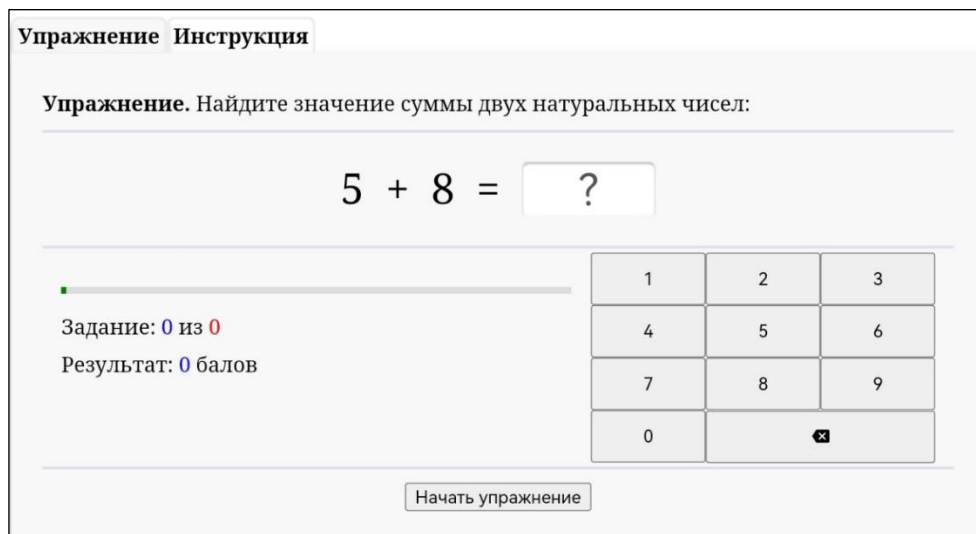 Упражнение Инструкция
Упражнение. Найдите значение суммы двух натуральных чисел:
5 + 8 = ?
Задание: 0 из 0
Результат: 0 балов
1 2 3
4 5 6
7 8 9
0
Начать упражнение